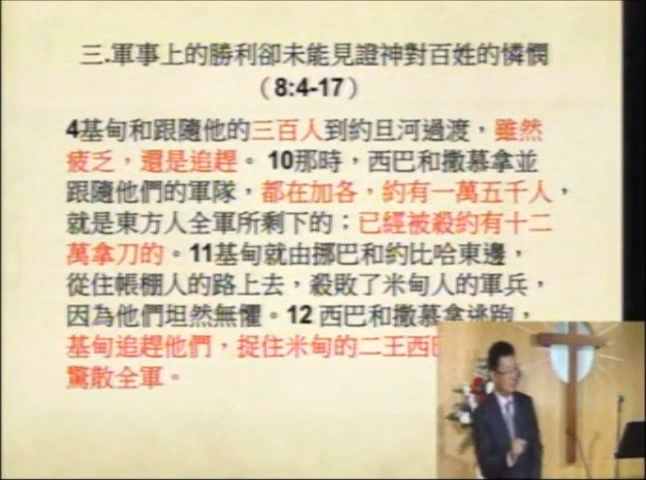 三.軍事上的勝利卻未能見證神對百姓的憐憫
（8:4-17）
4基甸和跟隨他的三百人到約旦河過渡，雖然
疲乏，還是追趕。 10那時，西巴和撒慕拿並
跟隨他們的軍隊，都在加各，約有一萬五千人，
就是東方人全軍所剩下的；已經被殺約有十二
萬拿刀的。11基甸就由挪巴和約比哈東邊，
從住帳棚人的路上去，殺敗了米甸人的軍兵，
因為他們坦然無懼。12 西巴和撒慕拿逃跑，
基甸追趕他們，捉住米甸的二王西巴
驚散全軍。